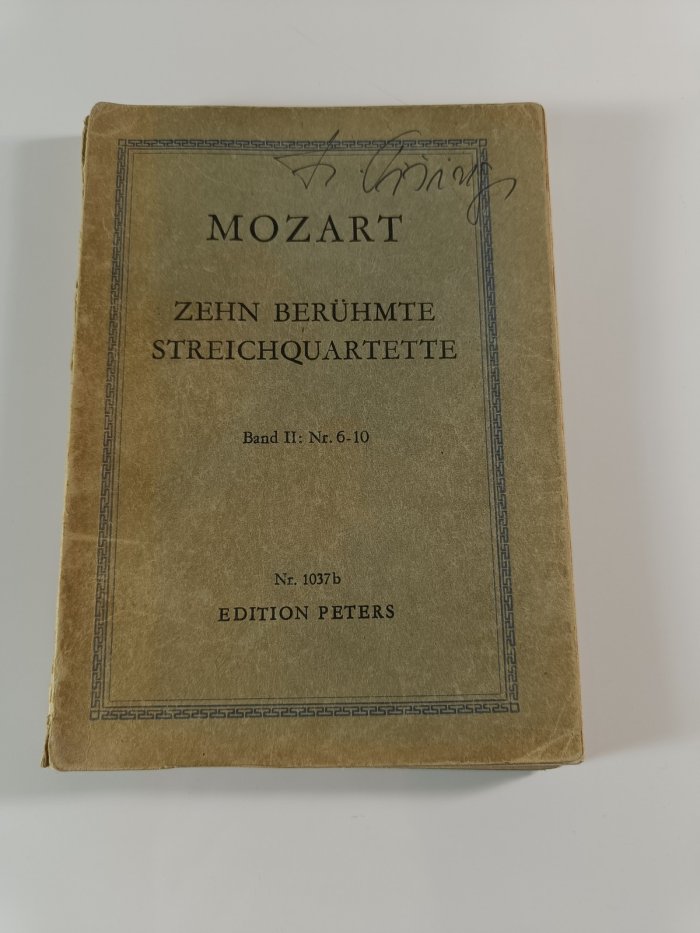 MOZART
ZEHN BERÜHMTE
STREICHQUARTETTE
Band II: Nr. 6-10
Nr. 1037b
EDITION PETERS